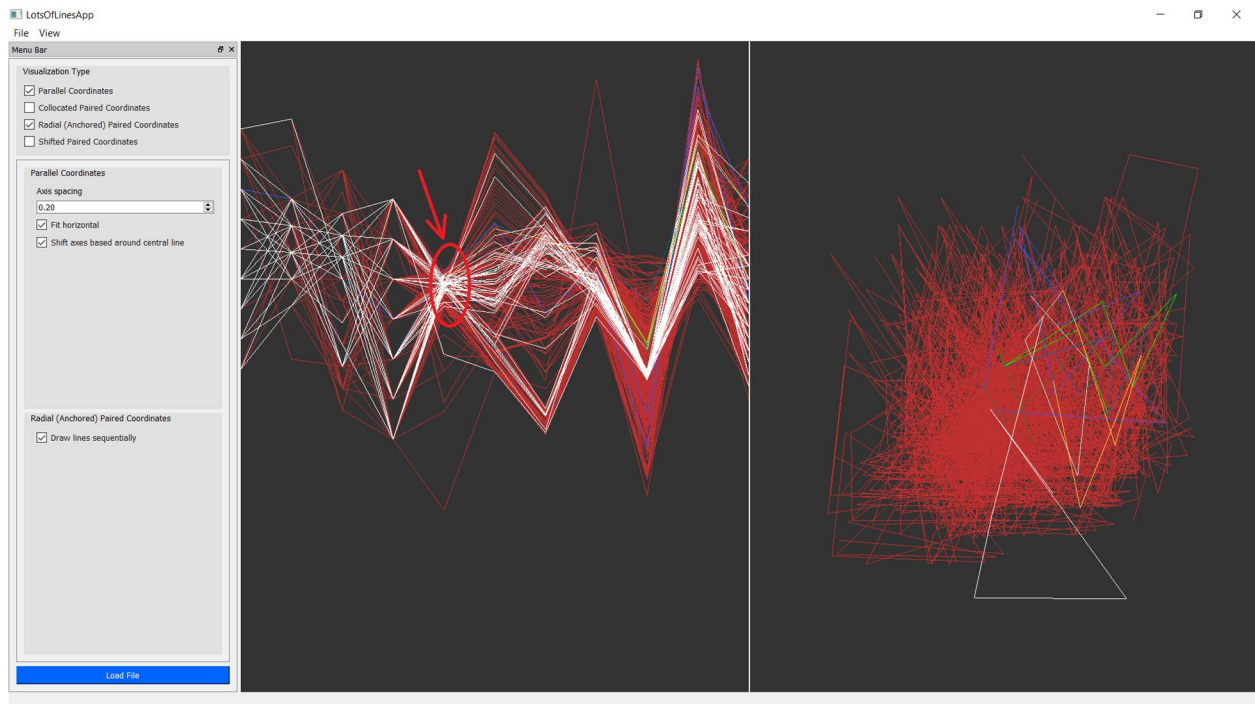 LotsOfLinesApp
File View
Menu Bar
Visualization Type
Parallel Coordinates
Collocated Paired Coordinates
Radial (Anchored) Paired Coordinates
Shifted Paired Coordinates
Parallel Coordinates
Axis spacing
0.20
Fit horizontal
Shift axes based around central line
Radial (Anchored) Paired Coordinates
Draw lines sequentially
Load File